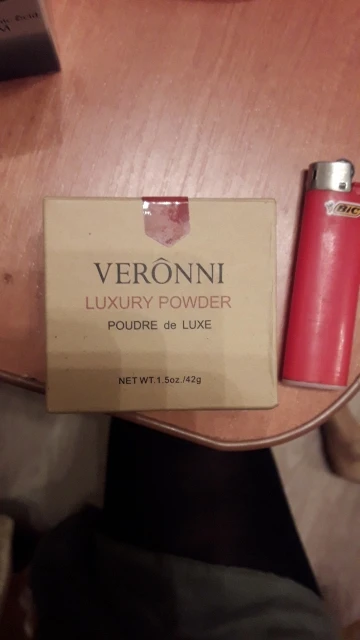 VERÔNNI
LUXURY POWDER
POUDRE de LUXE
NET WT.1.5oz./42g
BIC